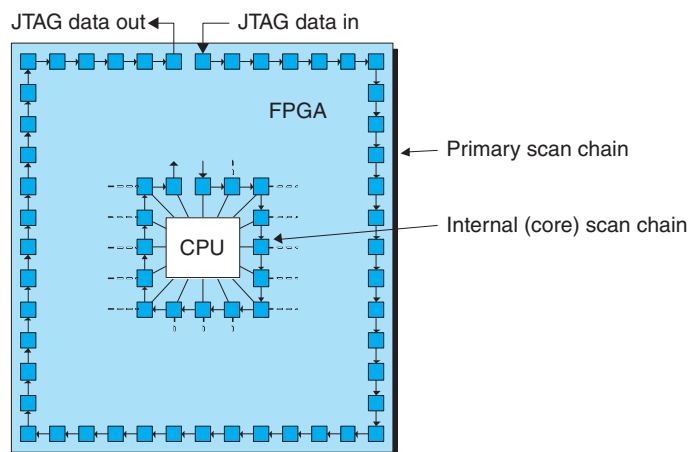 JTAG data out
JTAG data in
FPGA
Primary scan chain
Internal (core) scan chain
CPU